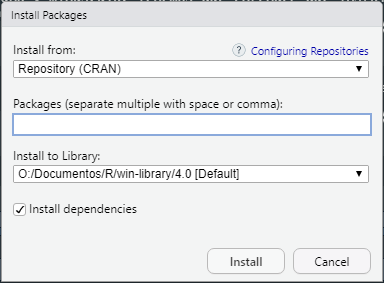 Install Packages
Install from:
? Configuring Repositories
Repository (CRAN)
Packages (separate multiple with space or comma):
Install to Library:
O:/Documentos/R/win-library/4.0 [Default]
Install dependencies
Install
Cancel